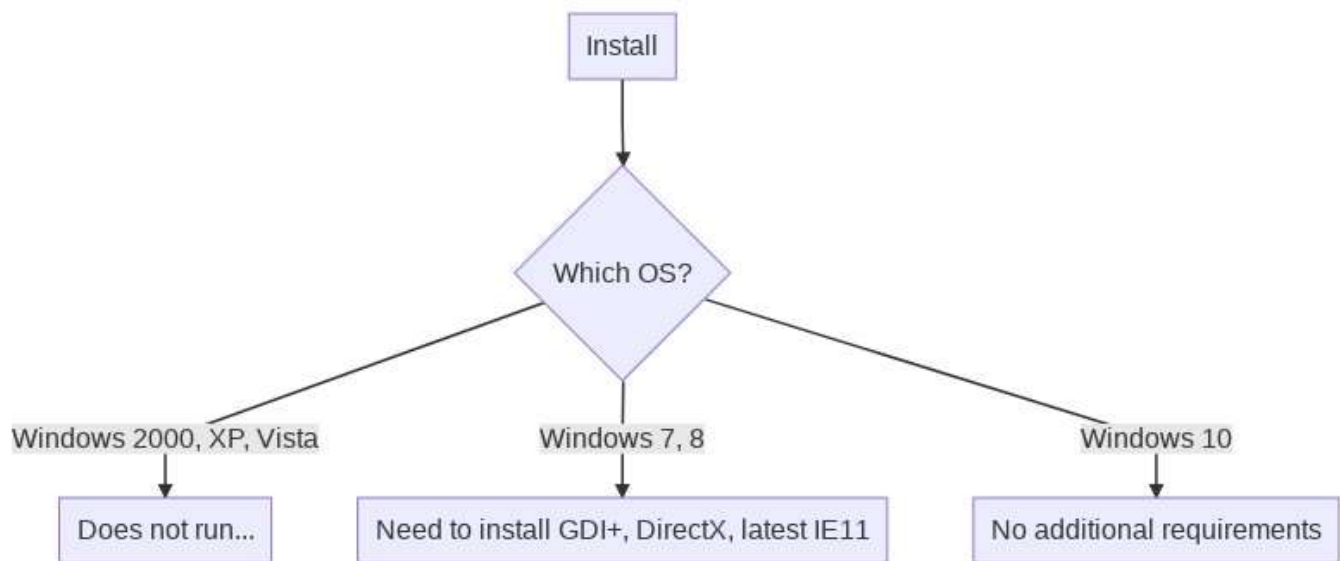 Install
Which OS?
Windows 2000, XP, Vista
Windows 7, 8
Windows 10
Does not run...
Need to install GDI+, DirectX, latest IE11
No additional requirements